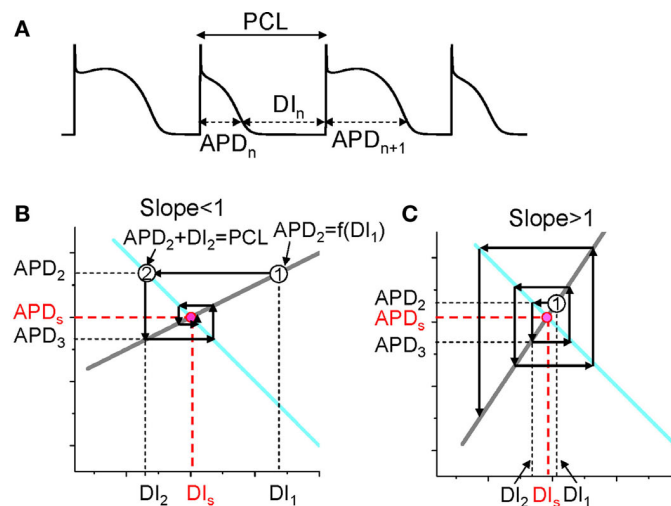 A
PCL
DIn
APDn
APDn+1
B
Slope<1
APD2+DI2=PCL
APD2=f(DI1)
2
1
APD2
APDs
APD3
DI2
DIs
DI1
C
Slope>1
1
APD2
APDs
APD3
DI2
DIs
DI1